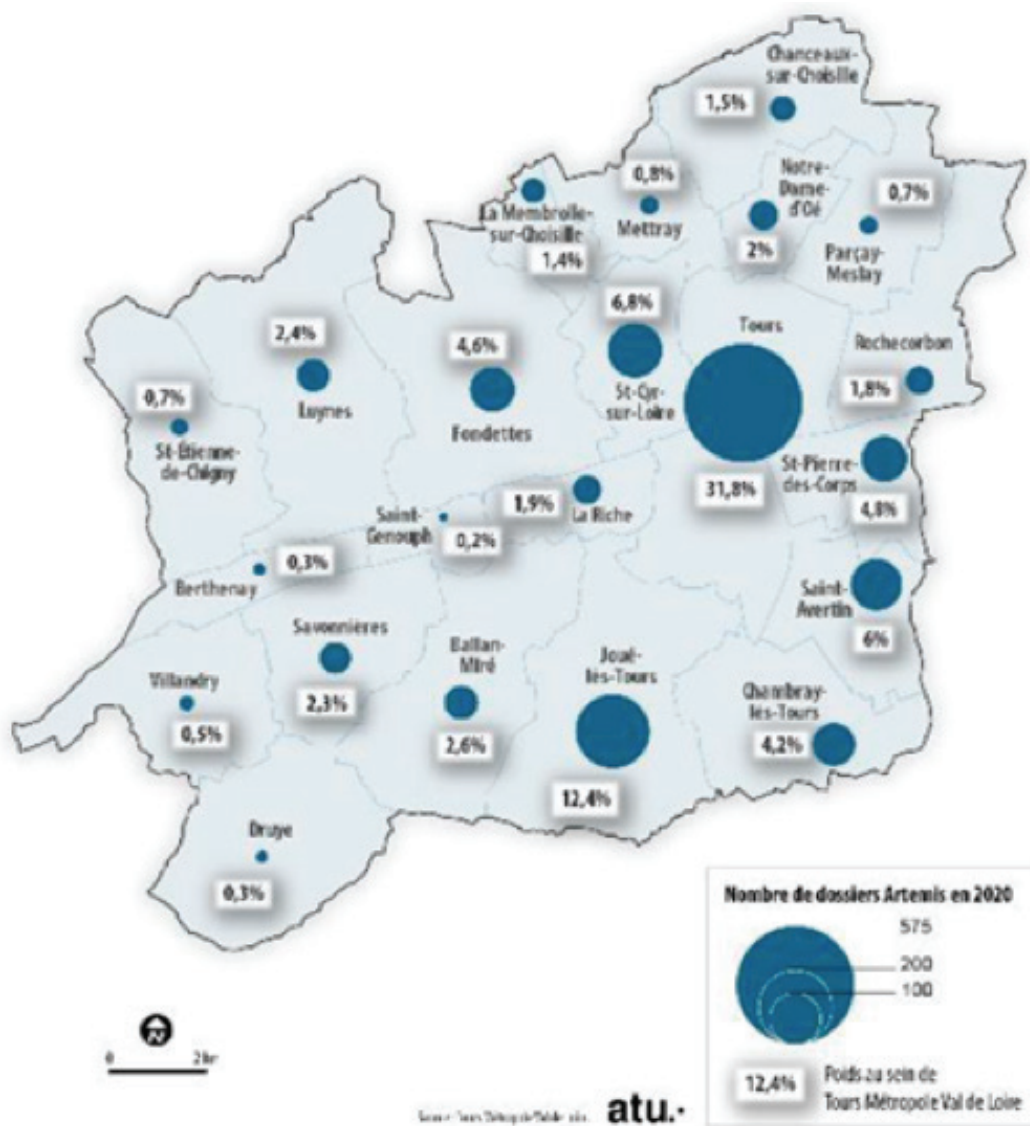 Chanceaux-
sur-Choisille
1,5%
0,8%
Mettray
Notre-
Dame-
d'Oé
2%
0,7%
Parçay-
Meslay
La Membrolle-
sur-Choisille
1,4%
6,8%
St-Cyr-
sur-Loire
Tours
31,8%
Rochecorbon
1,8%
2,4%
Luynes
4,6%
Fondettes
0,7%
St-Étienne-
de-Chigny
St-Pierre-
des-Corps
4,8%
1,9%
La Riche
Saint-
Genouph
0,2%
Berthenay
0,3%
Saint-
Avertin
6%
Savonnières
2,3%
Ballan-
Miré
2,6%
Joué-
lès-Tours
12,4%
Chambray-
lès-Tours
4,2%
Villandry
0,5%
Druye
0,3%
Nombre de dossiers Artemis en 2020
575
200
100
12,4%
Poids au sein de
Tours Métropole Val de Loire
N
0 2km
atu.